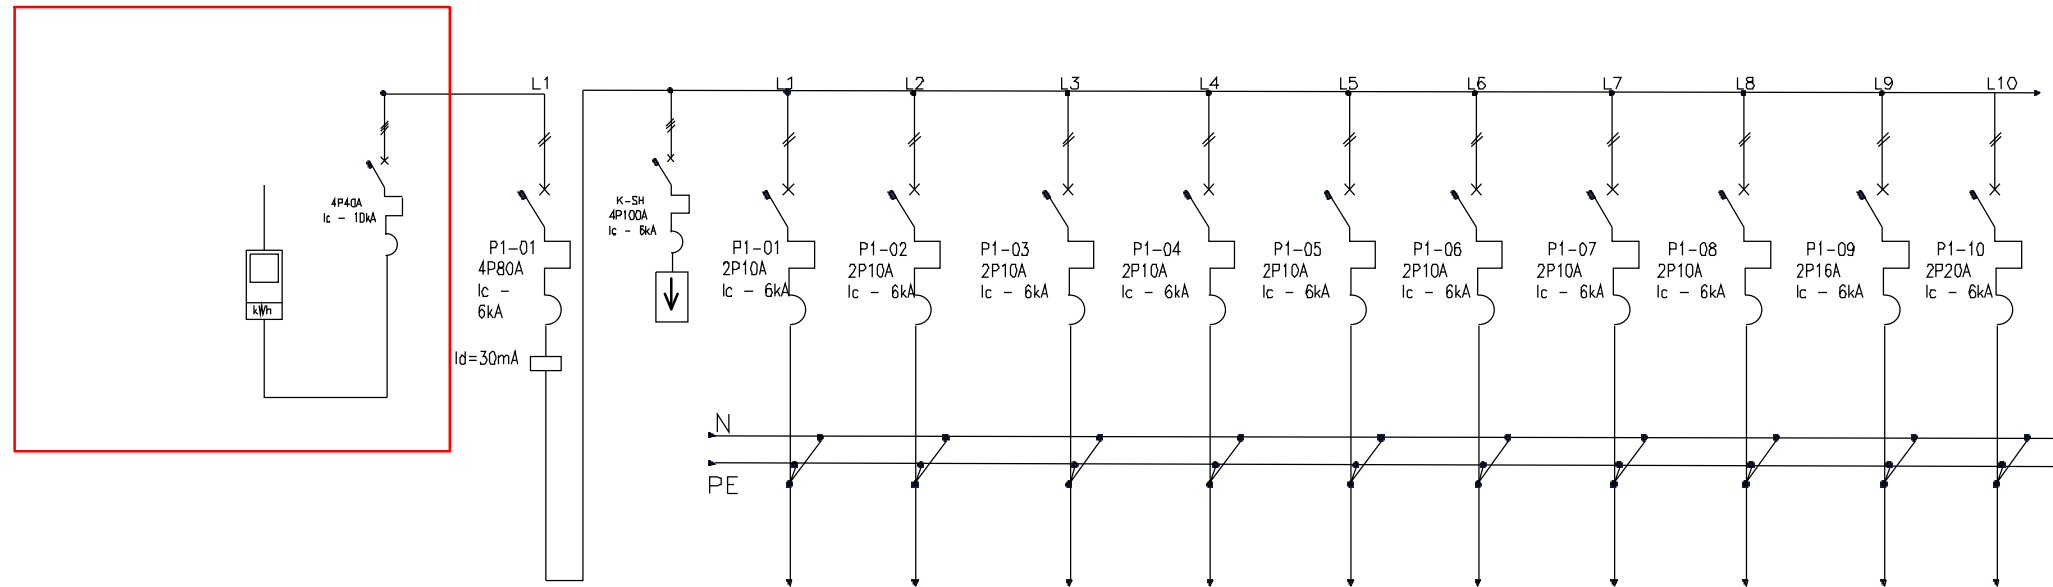 L1
L1
L2
L3
L4
L5
L6
L7
L8
L9
L10
4P40A
Ic - 10kA
kWh
P1-01
4P80A
Ic -
6kA
Id=30mA
K-SH
4P100A
Ic - 6kA
P1-01
2P10A
Ic - 6kA
P1-02
2P10A
Ic - 6kA
P1-03
2P10A
Ic - 6kA
P1-04
2P10A
Ic - 6kA
P1-05
2P10A
Ic - 6kA
P1-06
2P10A
Ic - 6kA
P1-07
2P10A
Ic - 6kA
P1-08
2P10A
Ic - 6kA
P1-09
2P16A
Ic - 6kA
P1-10
2P20A
Ic - 6kA
N
PE